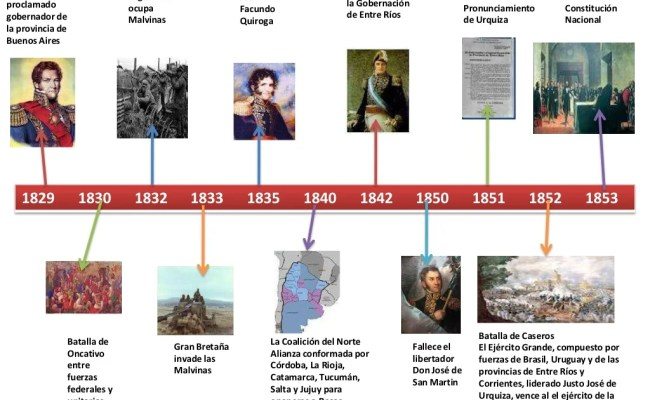 proclamado
gobernador de
la provincia de
Buenos Aires
ocupa
Malvinas
Facundo
Quiroga
la Gobernación
de Entre Ríos
Pronunciamiento
de Urquiza
Constitución
Nacional
1829 1830 1832 1833 1835 1840 1842 1850 1851 1852 1853
Batalla de
Oncativo
entre
fuerzas
federales y
Gran Bretaña
invade las
Malvinas
La Coalición del Norte
Alianza conformada por
Córdoba, La Rioja,
Catamarca, Tucumán,
Salta y Jujuy para
Fallece el
libertador
Don José de
San Martin
Batalla de Caseros
El Ejército Grande, compuesto por
fuerzas de Brasil, Uruguay y de las
provincias de Entre Ríos y
Corrientes, liderado Justo José de
Urquiza, vence al el ejército de la